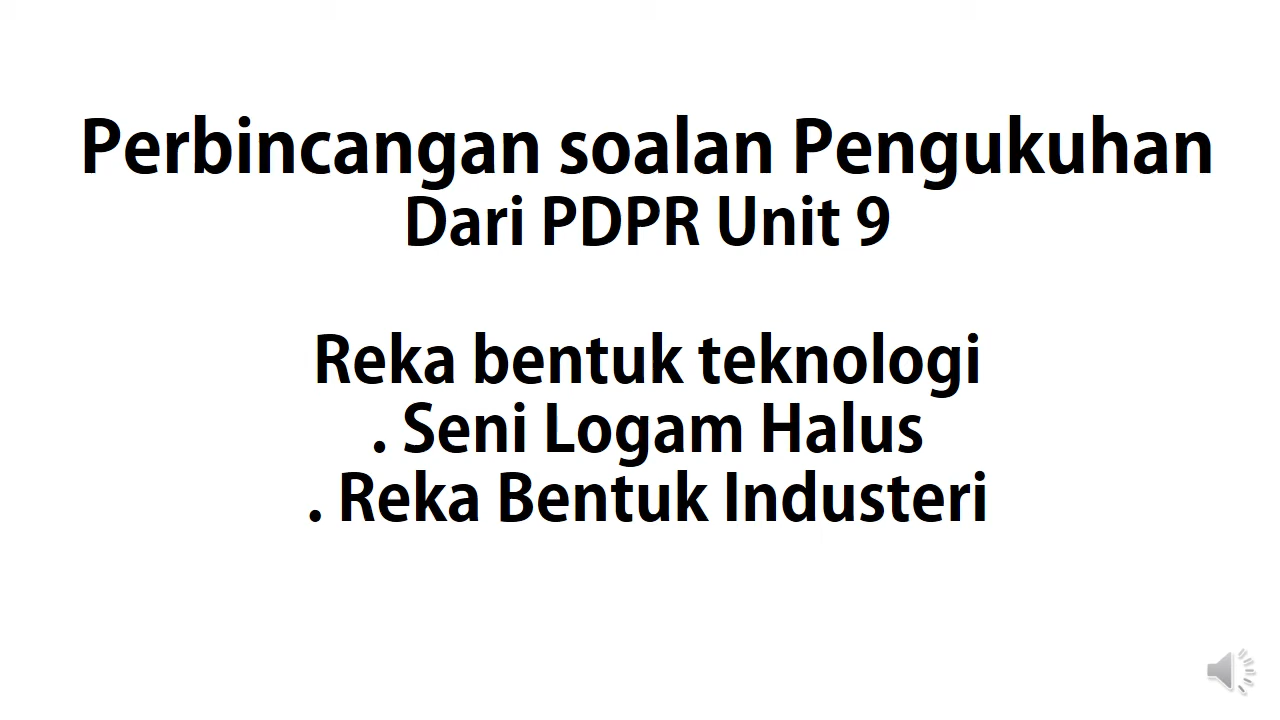 Perbincangan soalan Pengukuhan
Dari PDPR Unit 9
Reka bentuk teknologi
. Seni Logam Halus
. Reka Bentuk Industeri